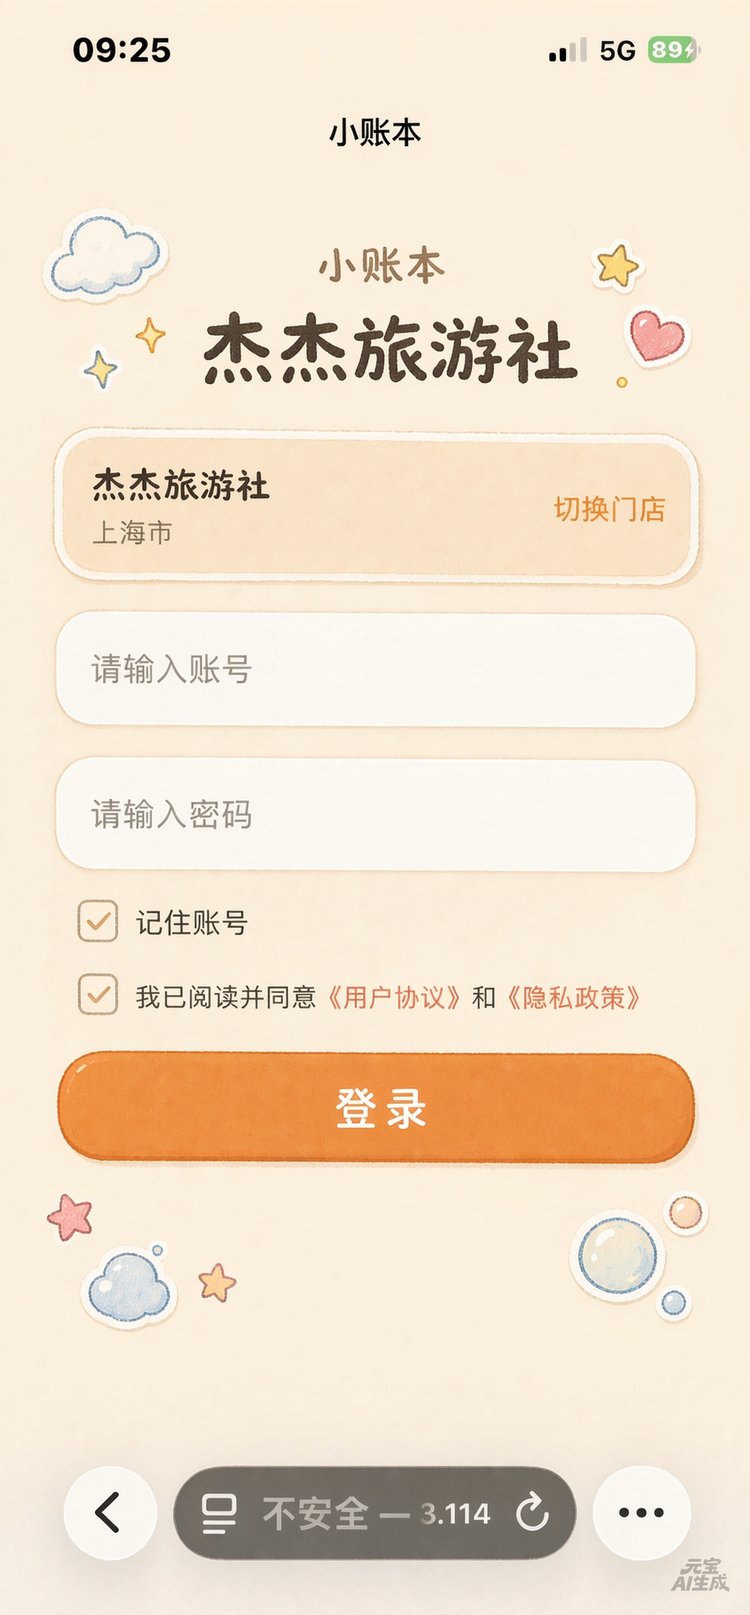 09:25 5G 89
小账本
小账本
杰杰旅游社
杰杰旅游社
上海市
切换门店
请输入账号
请输入密码
记住账号
我已阅读并同意《用户协议》和《隐私政策》
登录
不安全 — 3.114
元宝
AI生成